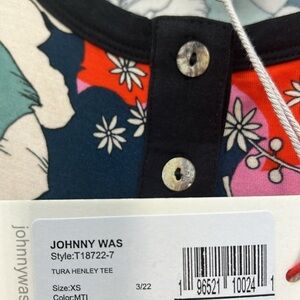 JOHNNY WAS
Style:T18722-7
TURA HENLEY TEE
Size:XS 3/22
Color:MTI
1 96521 10024 1
johnnywas